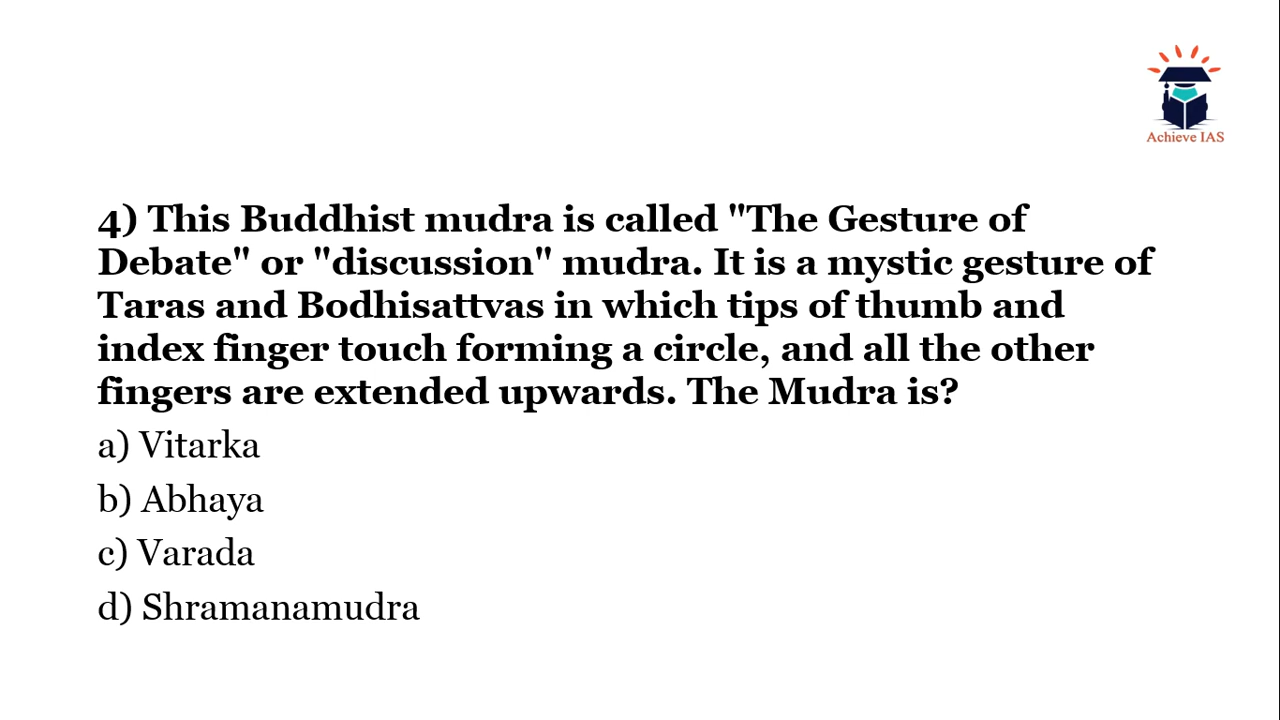 Achieve IAS
4) This Buddhist mudra is called "The Gesture of
Debate" or "discussion" mudra. It is a mystic gesture of
Taras and Bodhisattvas in which tips of thumb and
index finger touch forming a circle, and all the other
fingers are extended upwards. The Mudra is?
a) Vitarka
b) Abhaya
c) Varada
d) Shramanamudra